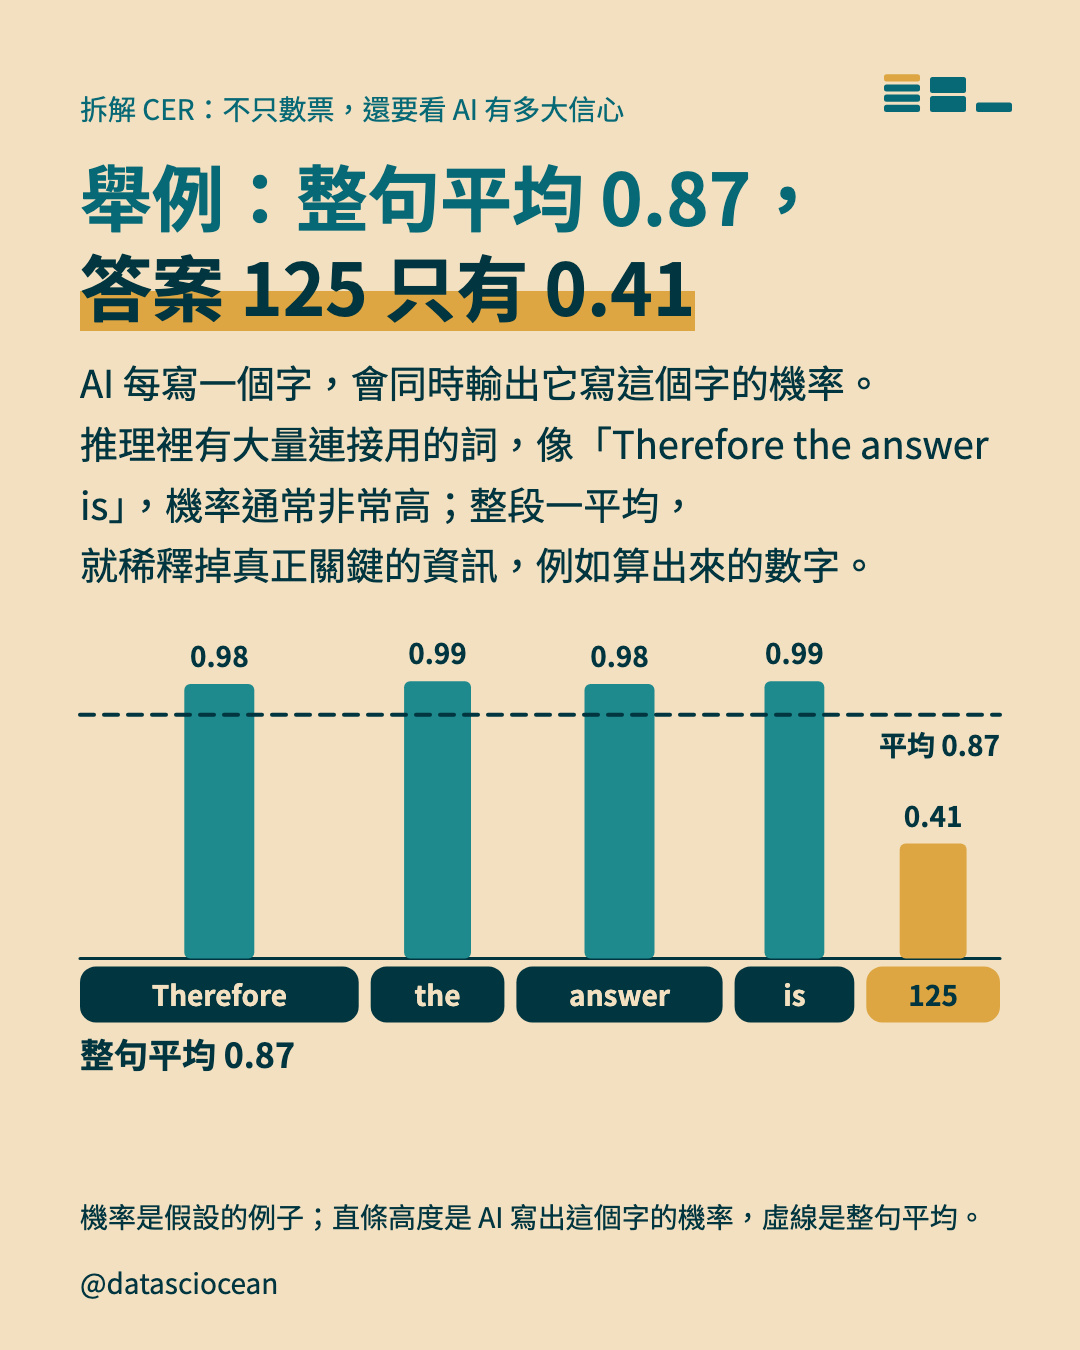 拆解 CER：不只數票，還要看 AI 有多大信心
舉例：整句平均 0.87，
答案 125 只有 0.41
AI 每寫一個字，會同時輸出它寫這個字的機率。
推理裡有大量連接用的詞，像「Therefore the answer
is」，機率通常非常高；整段一平均，
就稀釋掉真正關鍵的資訊，例如算出來的數字。
0.98
0.99
0.98
0.99
平均 0.87
0.41
Therefore
the
answer
is
125
整句平均 0.87
機率是假設的例子；直條高度是 AI 寫出這個字的機率，虛線是整句平均。
@datasciocean